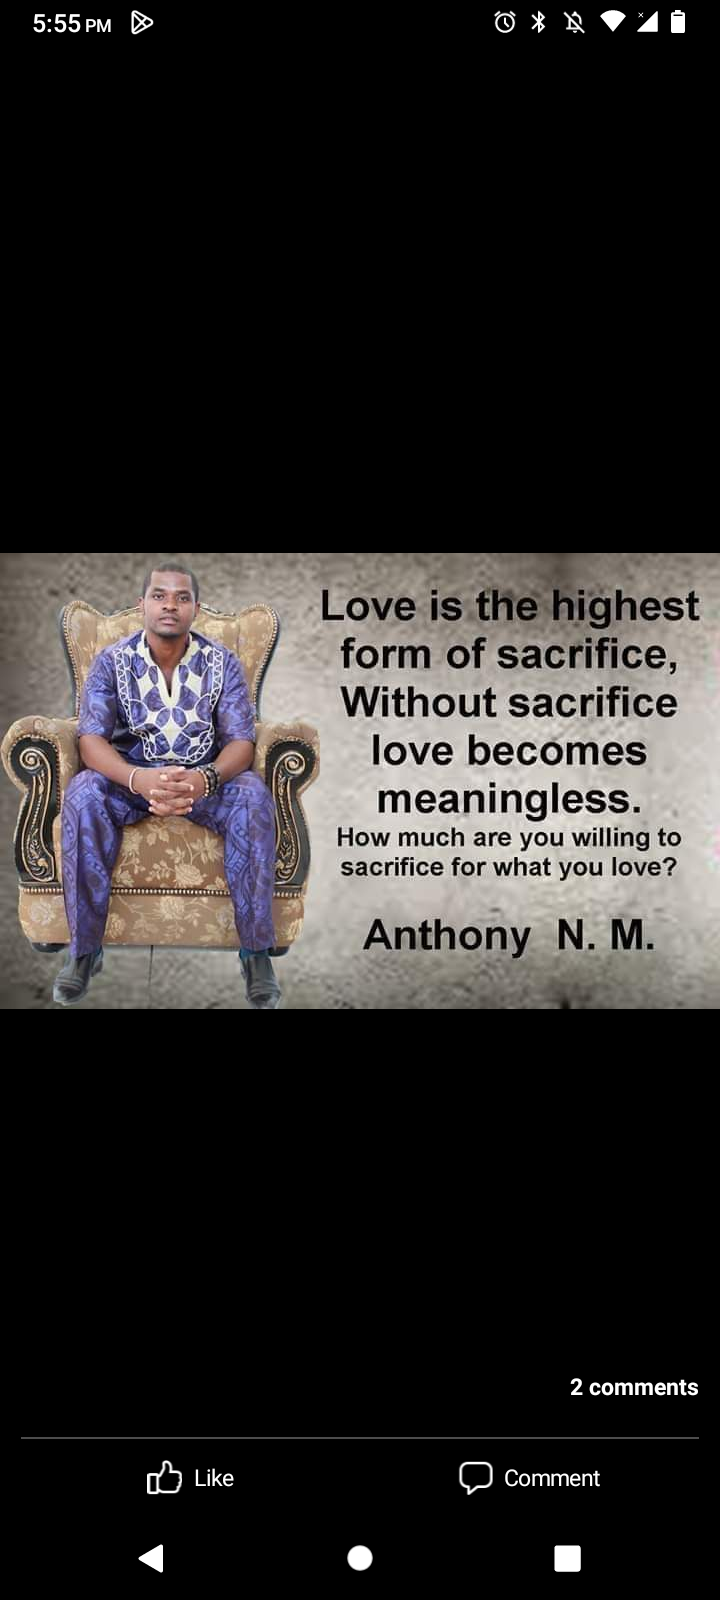 5:55 PM
Love is the highest
form of sacrifice,
Without sacrifice
love becomes
meaningless.
How much are you willing to
sacrifice for what you love?
Anthony N. M.
2 comments
Like
Comment